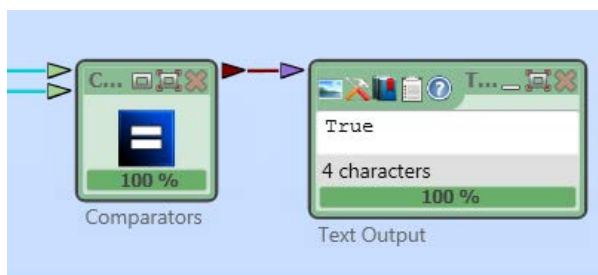 C...
100 %
Comparators
T...
True
4 characters
100 %
Text Output